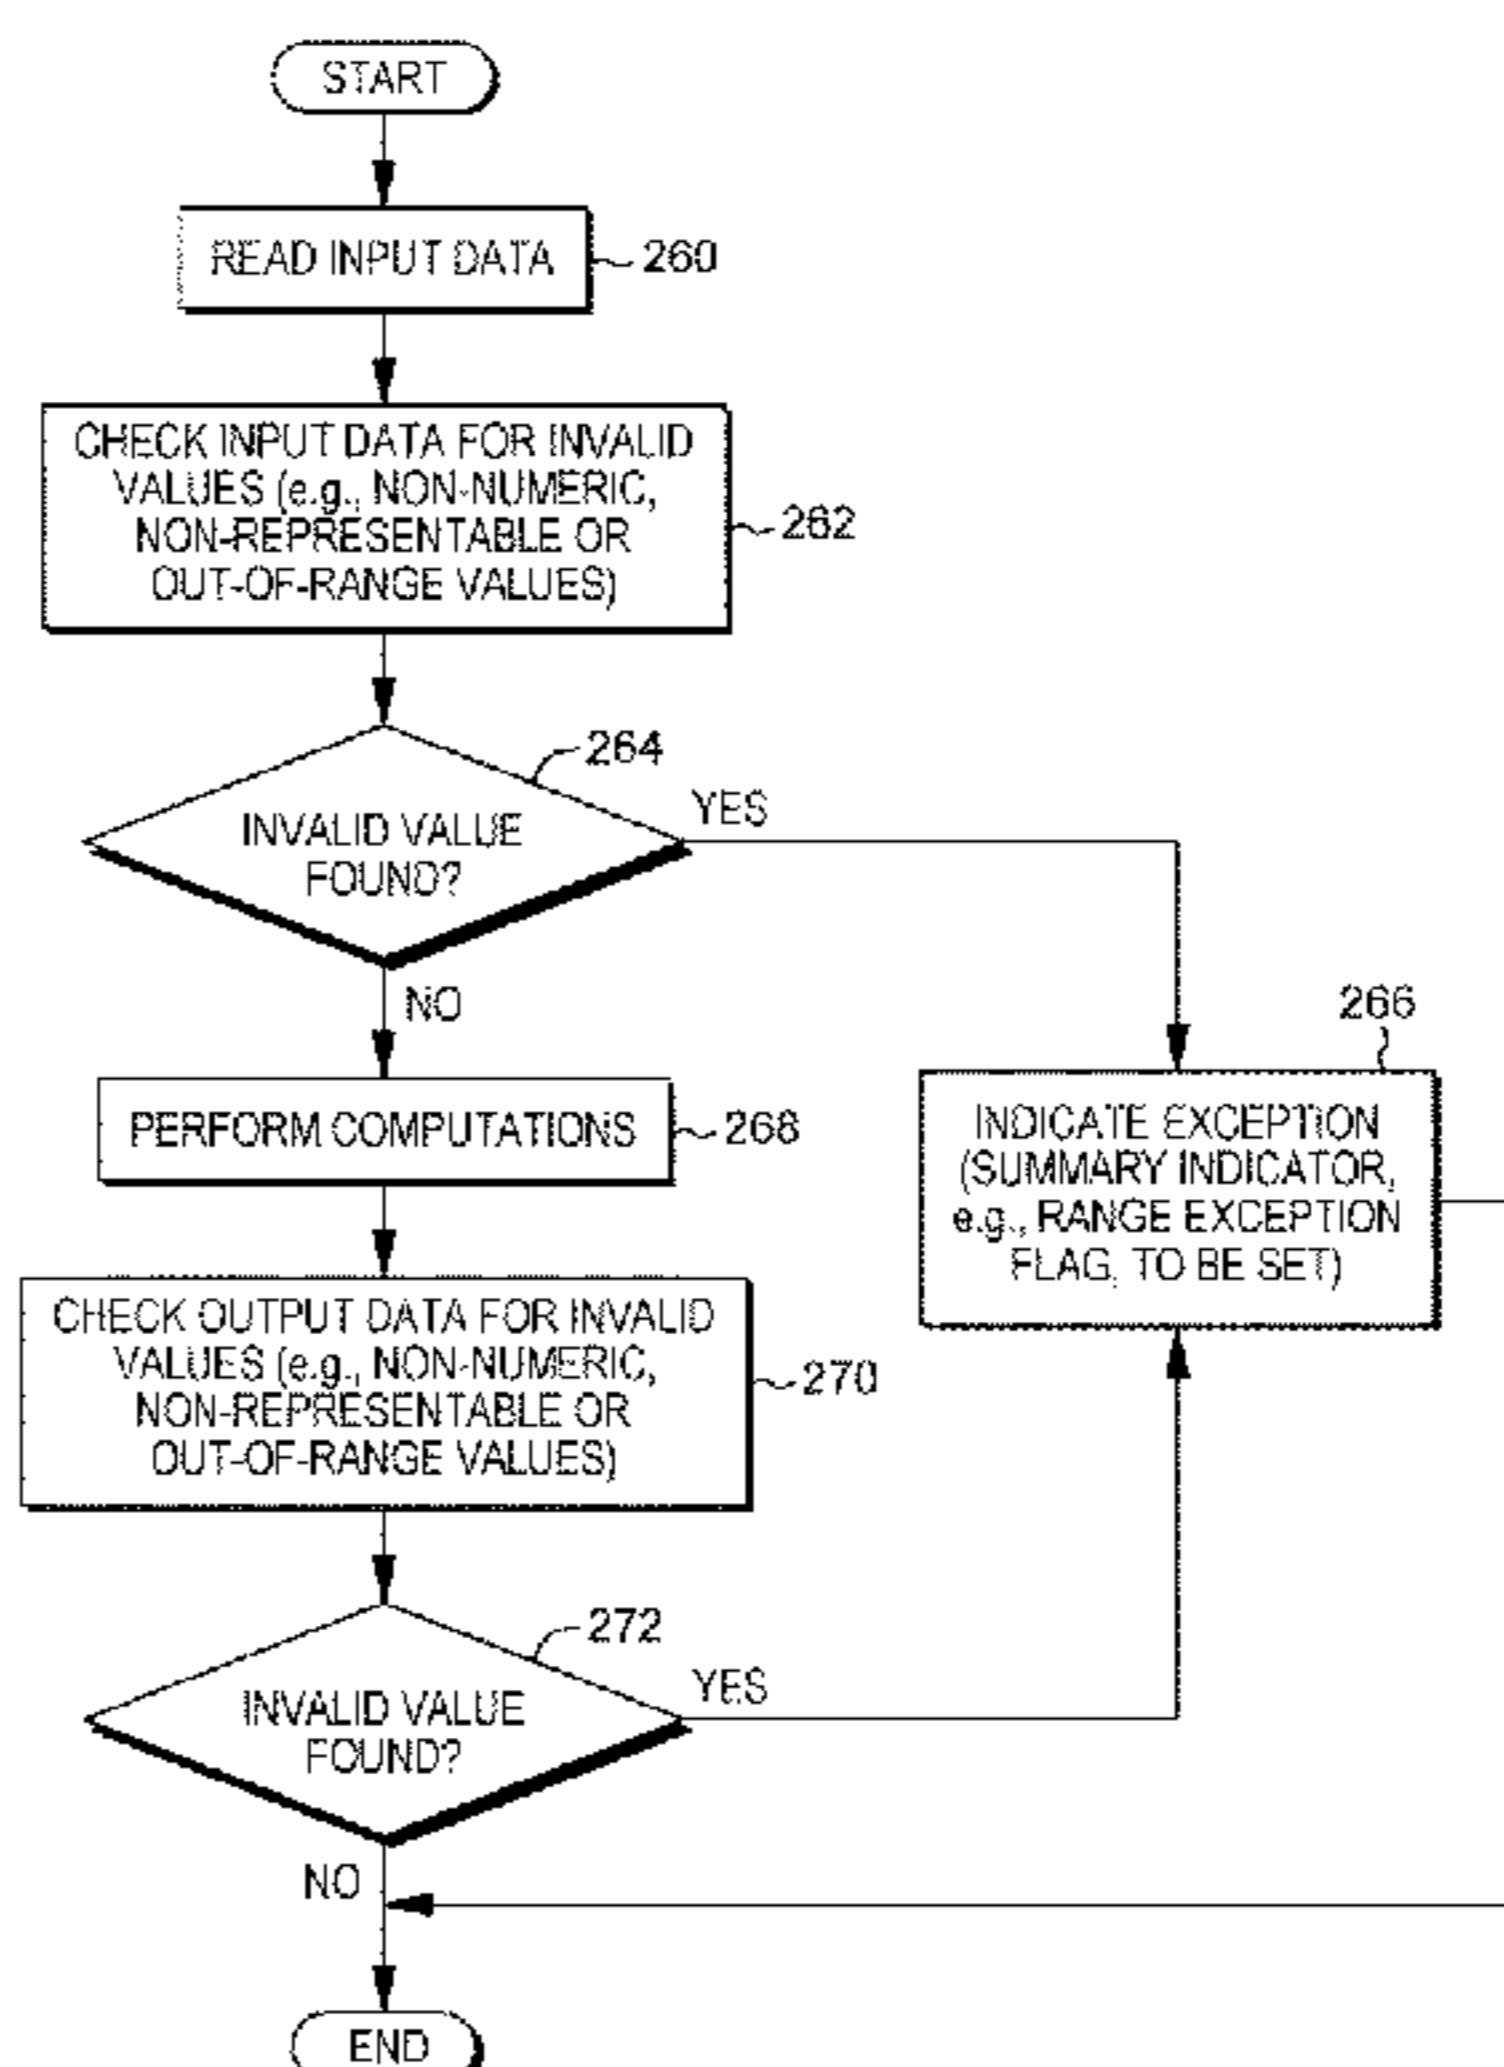 START
READ INPUT DATA
260
CHECK INPUT DATA FOR INVALID
VALUES (e.g., NON-NUMERIC,
NON-REPRESENTABLE OR
OUT-OF-RANGE VALUES)
262
264
INVALID VALUE
FOUND?
YES
NO
266
INDICATE EXCEPTION
(SUMMARY INDICATOR,
e.g., RANGE EXCEPTION
FLAG, TO BE SET)
PERFORM COMPUTATIONS
268
CHECK OUTPUT DATA FOR INVALID
VALUES (e.g., NON-NUMERIC,
NON-REPRESENTABLE OR
OUT-OF-RANGE VALUES)
270
272
INVALID VALUE
FOUND?
YES
NO
END